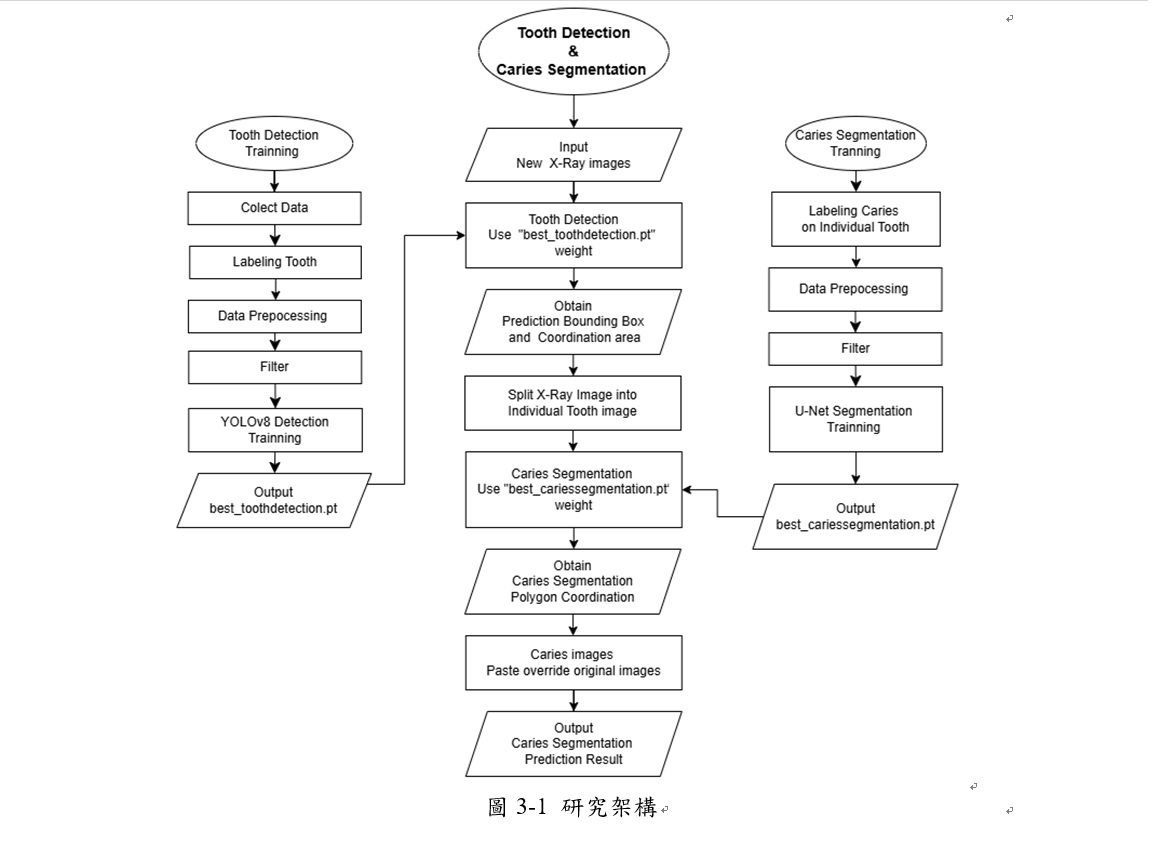 Tooth Detection
&
Caries Segmentation
Input
New X-Ray images
Tooth Detection
Use "best_toothdetection.pt"
weight
Obtain
Prediction Bounding Box
and Coordination area
Split X-Ray Image into
Individual Tooth image
Caries Segmentation
Use "best_cariessegmentation.pt"
weight
Obtain
Caries Segmentation
Polygon Coordination
Caries images
Paste override original images
Output
Caries Segmentation
Prediction Result
Tooth Detection
Trainning
Colect Data
Labeling Tooth
Data Prepocessing
Filter
YOLOv8 Detection
Trainning
Output
best_toothdetection.pt
Caries Segmentation
Tranning
Labeling Caries
on Individual Tooth
Data Prepocessing
Filter
U-Net Segmentation
Trainning
Output
best_cariessegmentation.pt
圖 3-1 研究架構